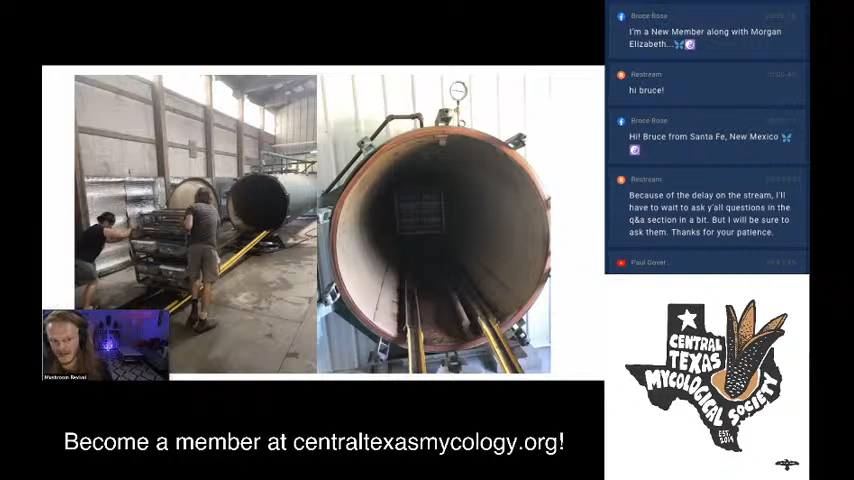 Bruce Rose
I'm a New Member along with Morgan
Elizabeth...
Restream
hi bruce!
Bruce Rose
Hi! Bruce from Santa Fe, New Mexico
Restream
Because of the delay on the stream, I'll
have to wait to ask y'all questions in the
q&a section in a bit. But I will be sure to
ask them. Thanks for your patience.
Paul Gover
Mushroom Revival
CENTRAL
TEXAS
MYCOLOGICAL
SOCIETY
EST.
2019
Become a member at centraltexasmycology.org!